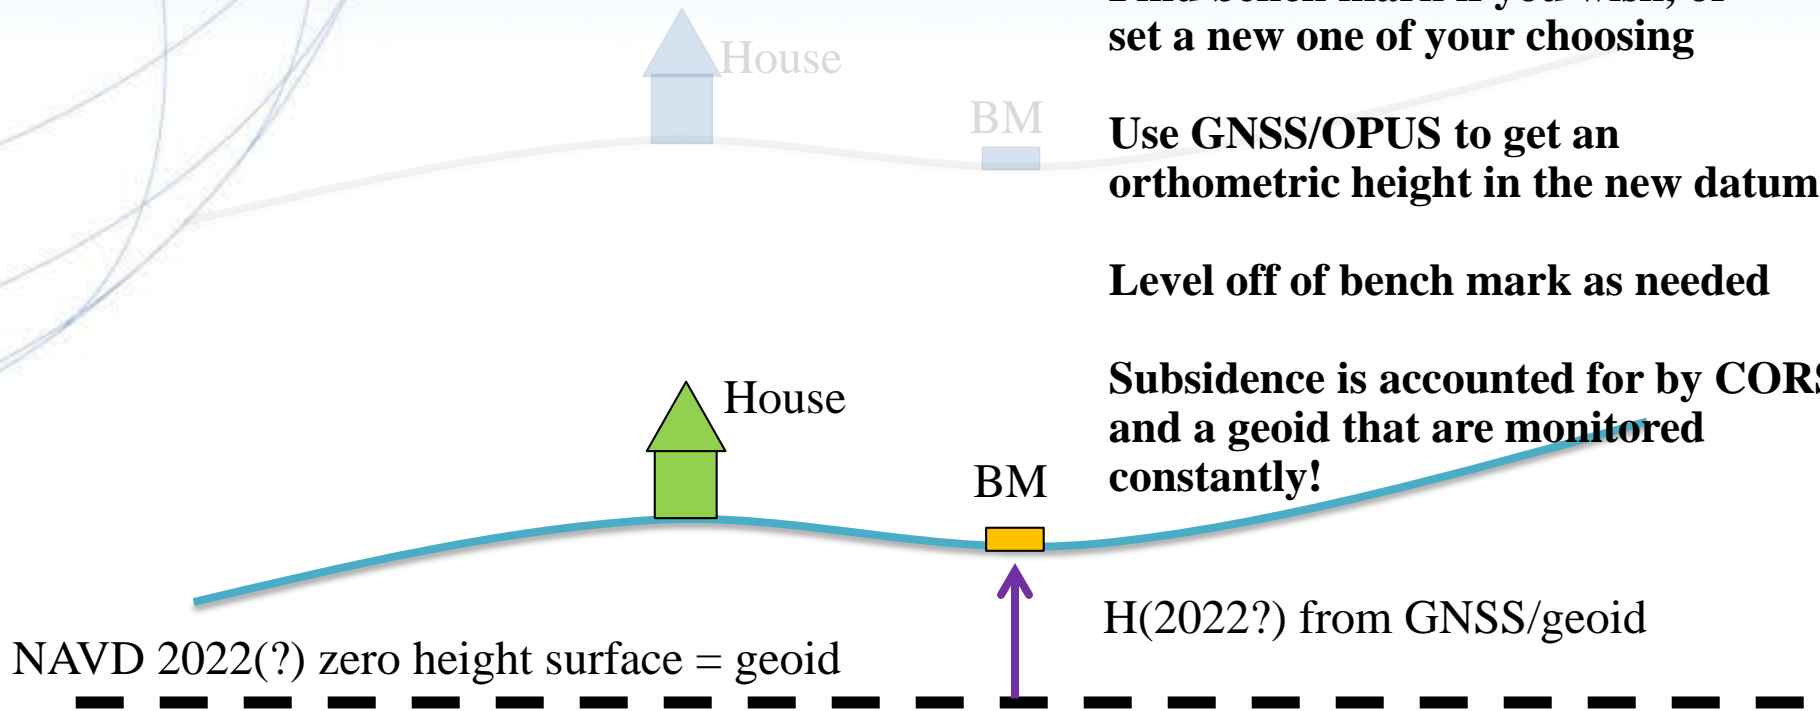 set a new one of your choosing
House
BM
Use GNSS/OPUS to get an
orthometric height in the new datum
Level off of bench mark as needed
Subsidence is accounted for by CORS
and a geoid that are monitored
constantly!
House
BM
H(2022?) from GNSS/geoid
NAVD 2022(?) zero height surface = geoid